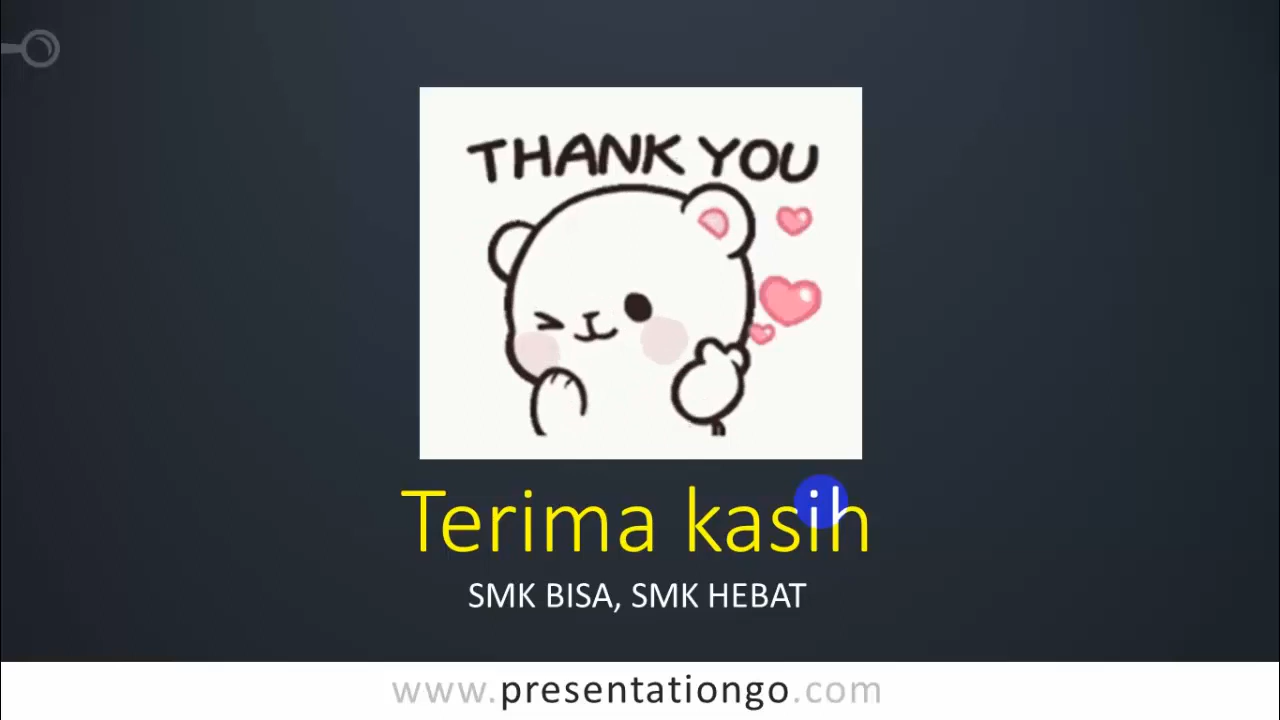 THANK YOU
Terima kasih
SMK BISA, SMK HEBAT
www.presentationgo.com